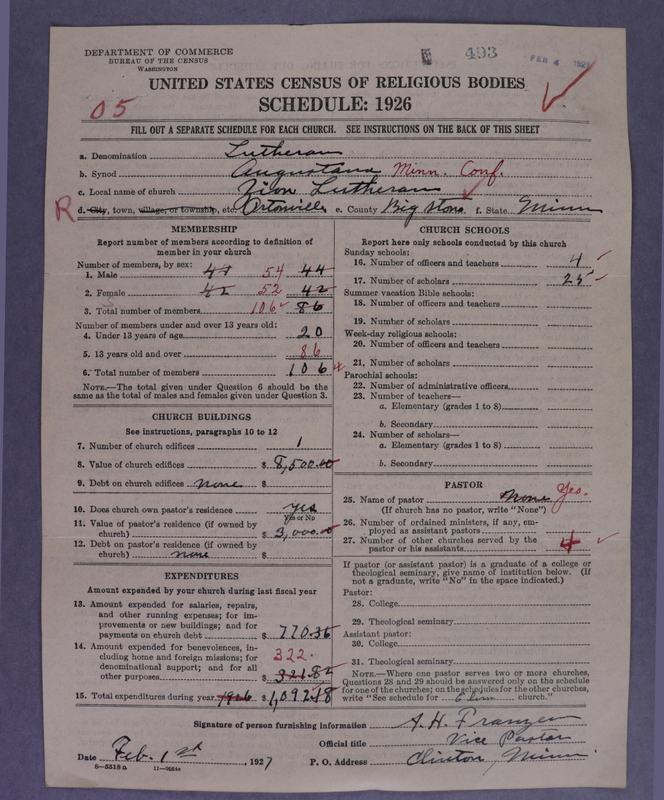 DEPARTMENT OF COMMERCE
BUREAU OF THE CENSUS
WASHINGTON
493
FEB 4 1927
UNITED STATES CENSUS OF RELIGIOUS BODIES
SCHEDULE: 1926
05
FILL OUT A SEPARATE SCHEDULE FOR EACH CHURCH. SEE INSTRUCTIONS ON THE BACK OF THIS SHEET
a. Denomination Lutheran
b. Synod Augustana Minn. Conf.
c. Local name of church Zion Lutheran
R d. City, town, village, or township, etc. Ortonville e. County Big stone f. State Minn
MEMBERSHIP
Report number of members according to definition of
member in your church
Number of members, by sex:
1. Male 44 54 44
2. Female 42 52 42
3. Total number of members 106 86
Number of members under and over 13 years old:
4. Under 13 years of age 20
5. 13 years old and over 86
6. Total number of members 106
NOTE.—The total given under Question 6 should be the
same as the total of males and females given under Question 3.
CHURCH BUILDINGS
See instructions, paragraphs 10 to 12
7. Number of church edifices 1
8. Value of church edifices $ 8,500.00
9. Debt on church edifices none $
10. Does church own pastor's residence? yes
Yes or No
11. Value of pastor's residence (if owned by
church) $ 3,000.00
12. Debt on pastor's residence (if owned by
church) none $
EXPENDITURES
Amount expended by your church during last fiscal year
13. Amount expended for salaries, repairs,
and other running expenses; for im-
provements or new buildings; and for
payments on church debt $ 770.36
14. Amount expended for benevolences, in-
cluding home and foreign missions; for
denominational support; and for all
other purposes 322. $ 321.82
15. Total expenditures during year 1926 $ 1,092.18
CHURCH SCHOOLS
Report here only schools conducted by this church
Sunday schools:
16. Number of officers and teachers 4
17. Number of scholars 25
Summer vacation Bible schools:
18. Number of officers and teachers
19. Number of scholars
Week-day religious schools:
20. Number of officers and teachers
21. Number of scholars
Parochial schools:
22. Number of administrative officers
23. Number of teachers—
a. Elementary (grades 1 to 8)
b. Secondary
24. Number of scholars—
a. Elementary (grades 1 to 8)
b. Secondary
PASTOR
25. Name of pastor None Yes.
(If church has no pastor, write "None")
26. Number of ordained ministers, if any, em-
ployed as assistant pastors
27. Number of other churches served by the
pastor or his assistants 4
If pastor (or assistant pastor) is a graduate of a college or
theological seminary, give name of institution below. (If
not a graduate, write "No" in the space indicated.)
Pastor:
28. College
29. Theological seminary
Assistant pastor:
30. College
31. Theological seminary
NOTE.—Where one pastor serves two or more churches,
Questions 28 and 29 should be answered only on the schedule
for one of the churches; on the schedules for the other churches,
write "See schedule for church."
Signature of person furnishing information A. H. Franzen
Official title Vice Pastor
Date Feb. 1st, 1927 P. O. Address Clinton, Minn.
8—5518 a